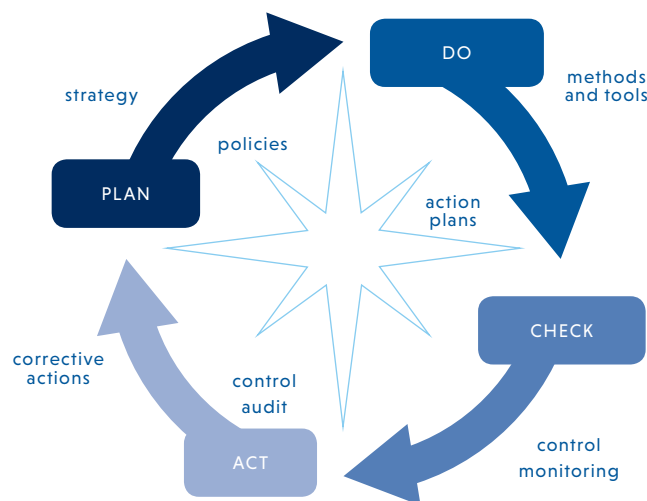 DO
strategy
methods
and tools
policies
PLAN
action
plans
CHECK
corrective
actions
control
audit
control
monitoring
ACT